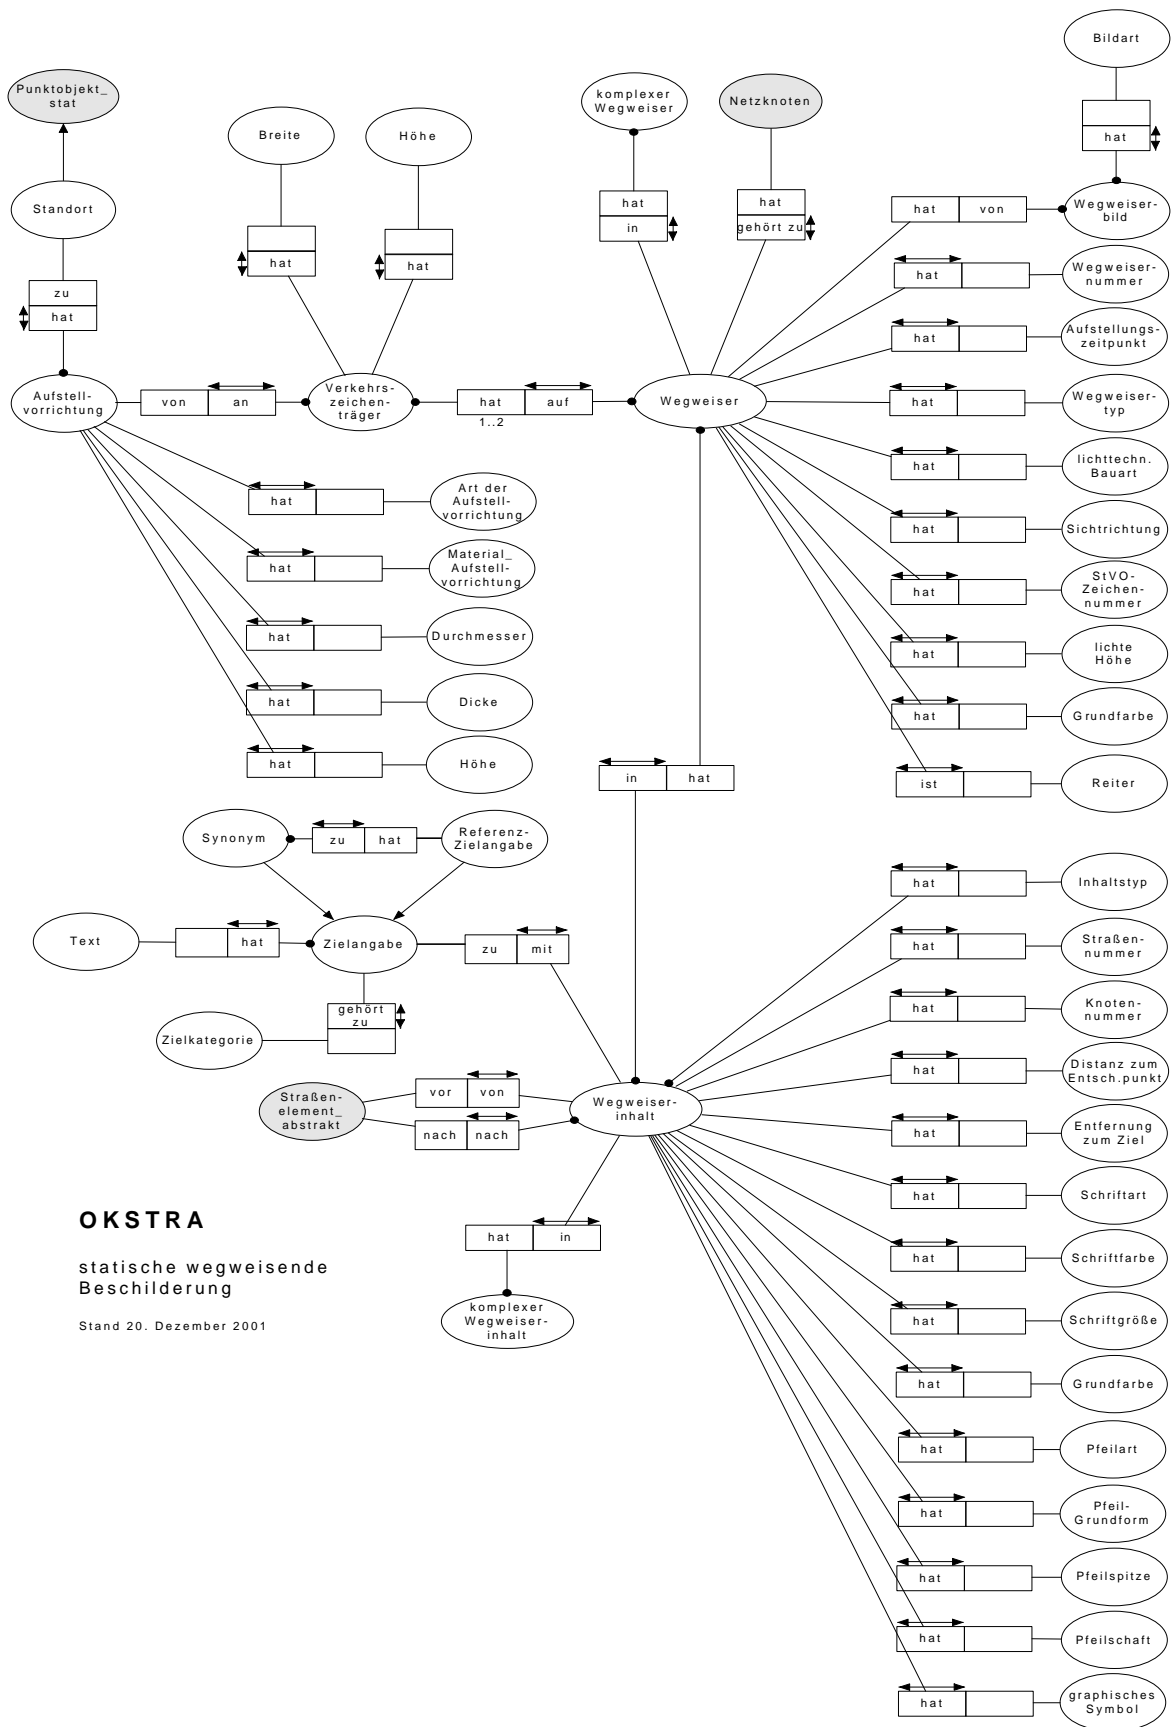 Bildart
hat
Punktobjekt_
stat
komplexer
Wegweiser
Netzknoten
Breite
Höhe
Standort
hat
in
hat
gehört zu
hat
von
Wegweiser-
bild
hat
hat
hat
Wegweiser-
nummer
zu
hat
hat
Aufstellungs-
zeitpunkt
Aufstell-
vorrichtung
von
an
Verkehrs-
zeichen-
träger
hat
auf
1..2
Wegweiser
hat
Wegweiser-
typ
hat
lichttechn.
Bauart
hat
Art der
Aufstell-
vorrichtung
hat
Sichtrichtung
hat
Material_
Aufstell-
vorrichtung
hat
StVO-
Zeichen-
nummer
hat
Durchmesser
hat
lichte
Höhe
hat
Dicke
hat
Grundfarbe
hat
Höhe
in
hat
ist
Reiter
Synonym
zu
hat
Referenz-
Zielangabe
hat
Inhaltstyp
Text
hat
Zielangabe
zu
mit
hat
Straßen-
nummer
gehört
zu
Zielkategorie
hat
Knoten-
nummer
hat
Distanz zum
Entsch.punkt
Straßen-
element_
abstrakt
vor
von
nach
nach
Wegweiser-
inhalt
hat
Entfernung
zum Ziel
hat
Schriftart
OKSTRA
statische wegweisende
Beschilderung
Stand 20. Dezember 2001
hat
in
komplexer
Wegweiser-
inhalt
hat
Schriftfarbe
hat
Schriftgröße
hat
Grundfarbe
hat
Pfeilart
hat
Pfeil-
Grundform
hat
Pfeilspitze
hat
Pfeilschaft
hat
graphisches
Symbol